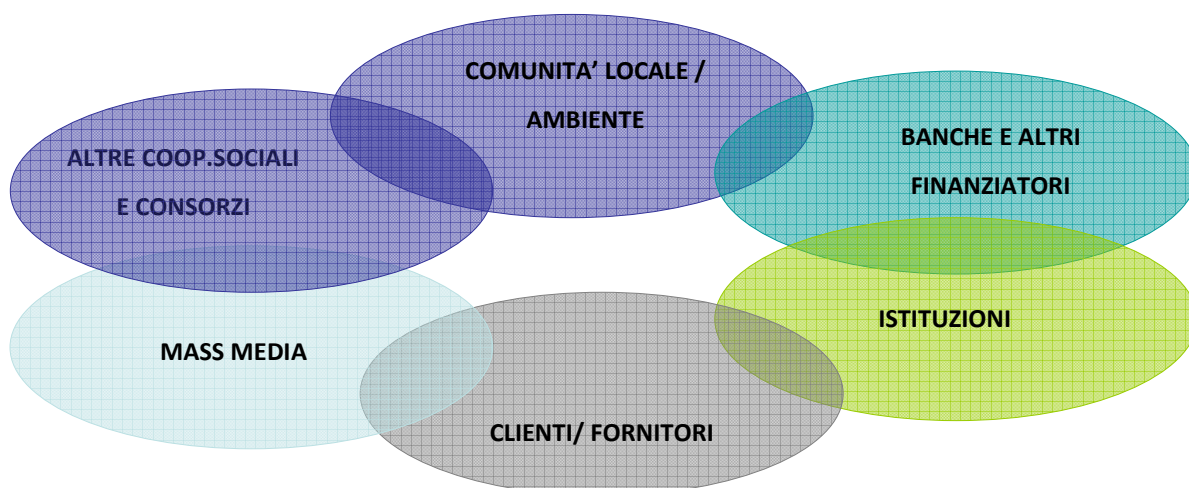 COMUNITA’ LOCALE /
AMBIENTE
BANCHE E ALTRI
FINANZIATORI
ALTRE COOP.SOCIALI
E CONSORZI
ISTITUZIONI
MASS MEDIA
CLIENTI/ FORNITORI